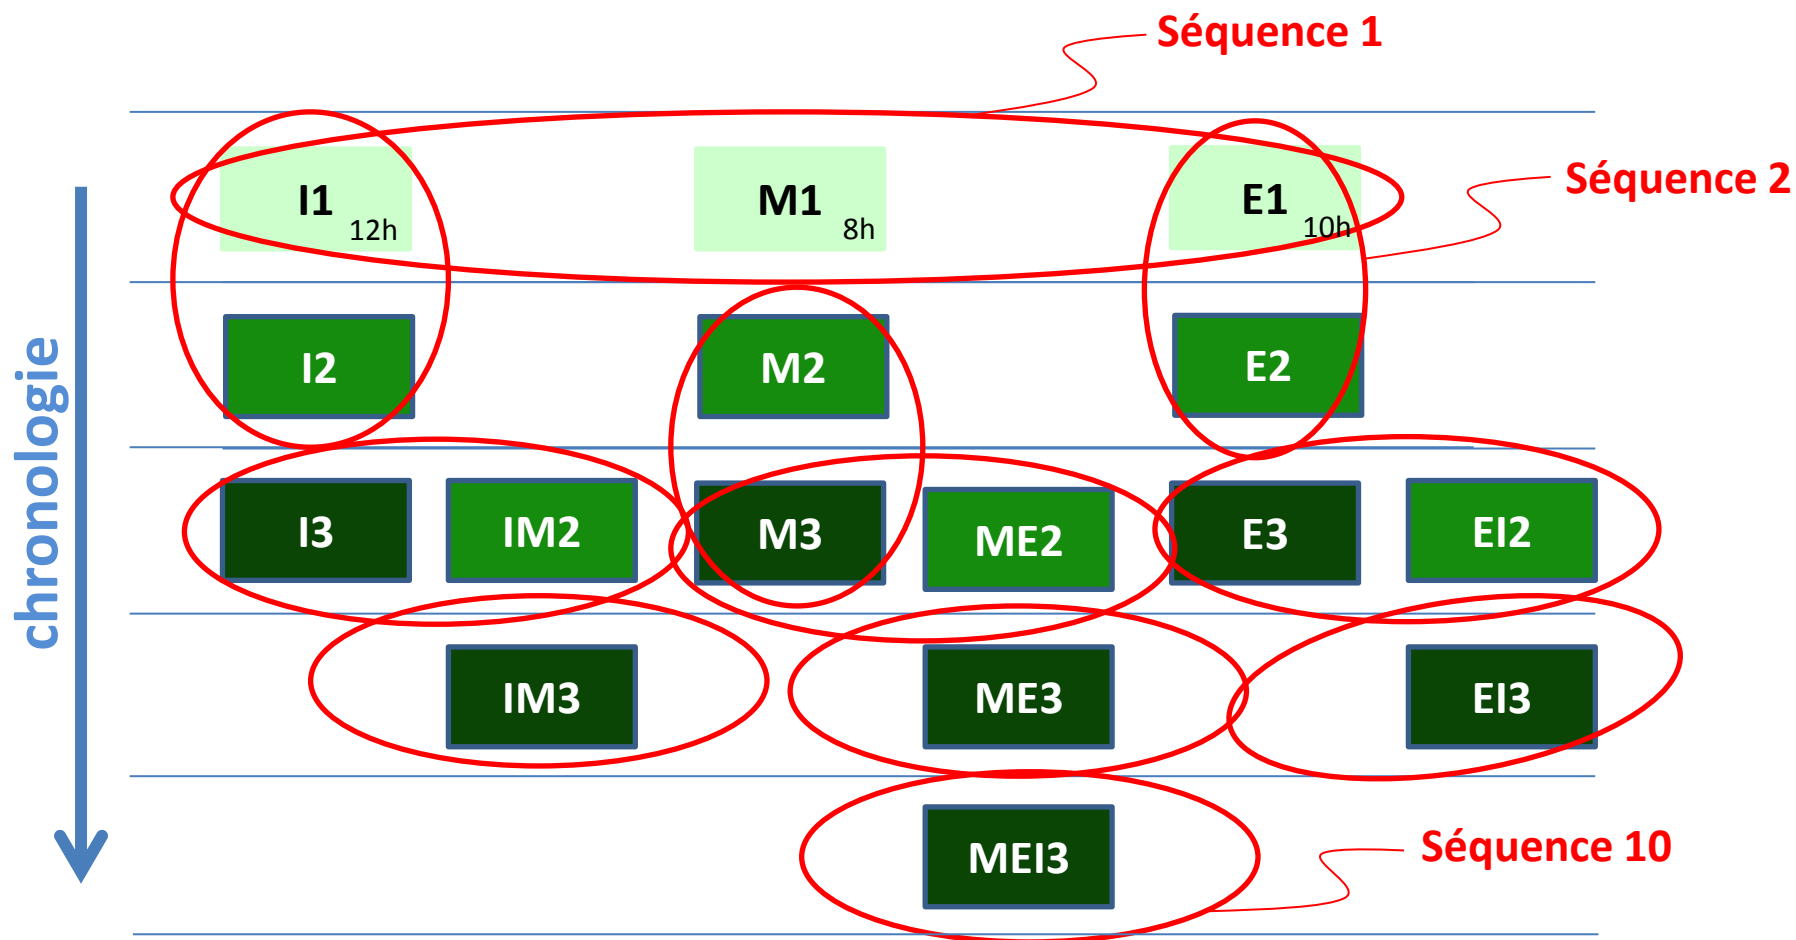 Séquence 1
Séquence 2
I1 12h
M1 8h
E1 10h
I2
M2
E2
chronologie
I3
IM2
M3
ME2
E3
EI2
IM3
ME3
EI3
MEI3
Séquence 10